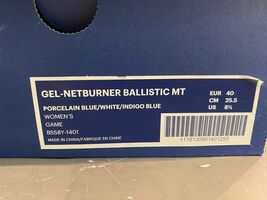 GEL-NETBURNER BALLISTIC MT
PORCELAIN BLUE/WHITE/INDIGO BLUE
WOMEN'S
GAME
B558Y-1401
MADE IN CHINA/FABRIQUE EN CHINE
EUR 40
CM 25.5
US 8½